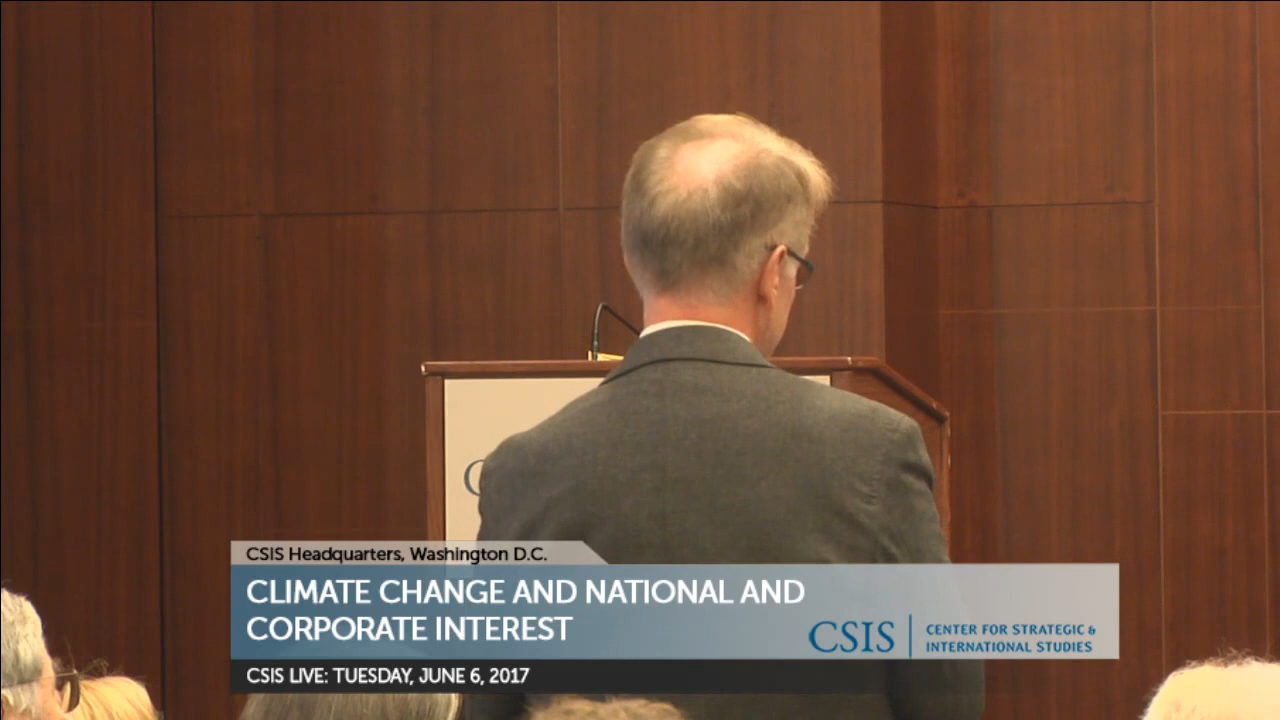 CSIS Headquarters, Washington D.C.
CLIMATE CHANGE AND NATIONAL AND
CORPORATE INTEREST
CSIS
CENTER FOR STRATEGIC &
INTERNATIONAL STUDIES
CSIS LIVE: TUESDAY, JUNE 6, 2017